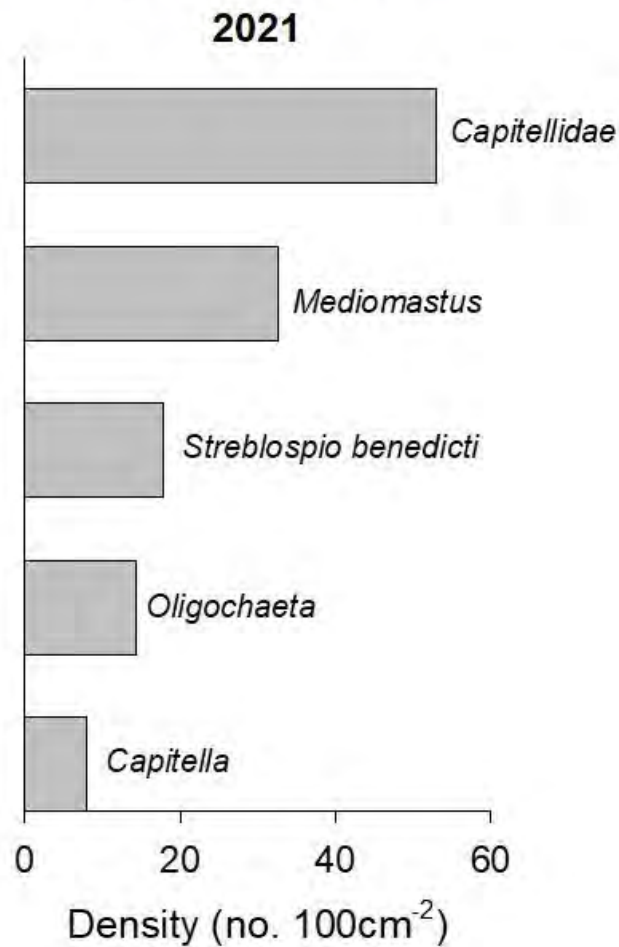 2021
Capitellidae
Mediomastus
Streblospio benedicti
Oligochaeta
Capitella
0 20 40 60
Density (no. 100cm⁻²)